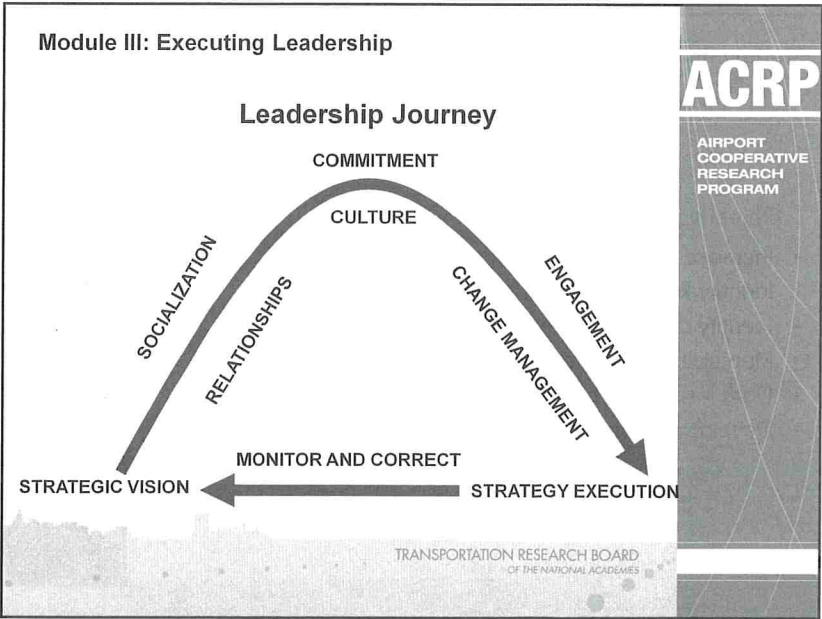 Module III: Executing Leadership
ACRP
AIRPORT
COOPERATIVE
RESEARCH
PROGRAM
Leadership Journey
COMMITMENT
CULTURE
SOCIALIZATION
RELATIONSHIPS
ENGAGEMENT
CHANGE MANAGEMENT
MONITOR AND CORRECT
STRATEGIC VISION
STRATEGY EXECUTION
TRANSPORTATION RESEARCH BOARD
OF THE NATIONAL ACADEMIES